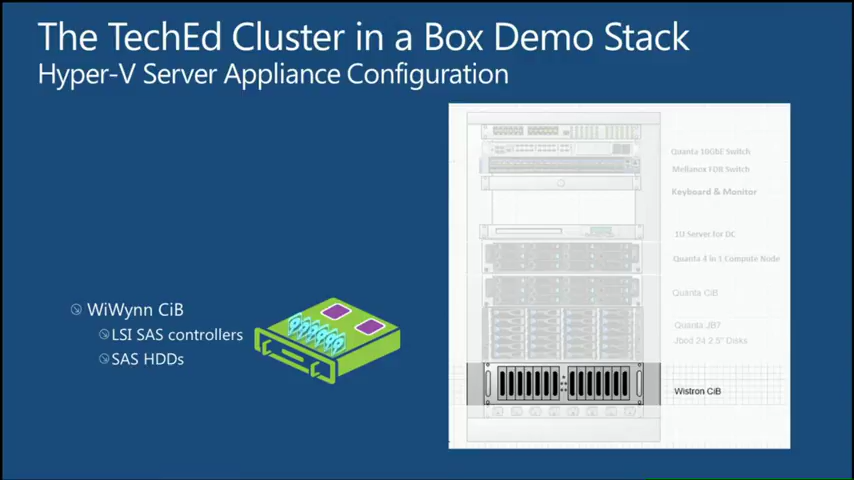 The TechEd Cluster in a Box Demo Stack
Hyper-V Server Appliance Configuration
WiWynn CiB
LSI SAS controllers
SAS HDDs
Quanta 10GbE Switch
Mellanox FDR Switch
Keyboard & Monitor
1U Server for DC
Quanta 4 in 1 Compute Node
Quanta CiB
Quanta JB7
Jbod 24 2.5" Disks
Wistron CiB